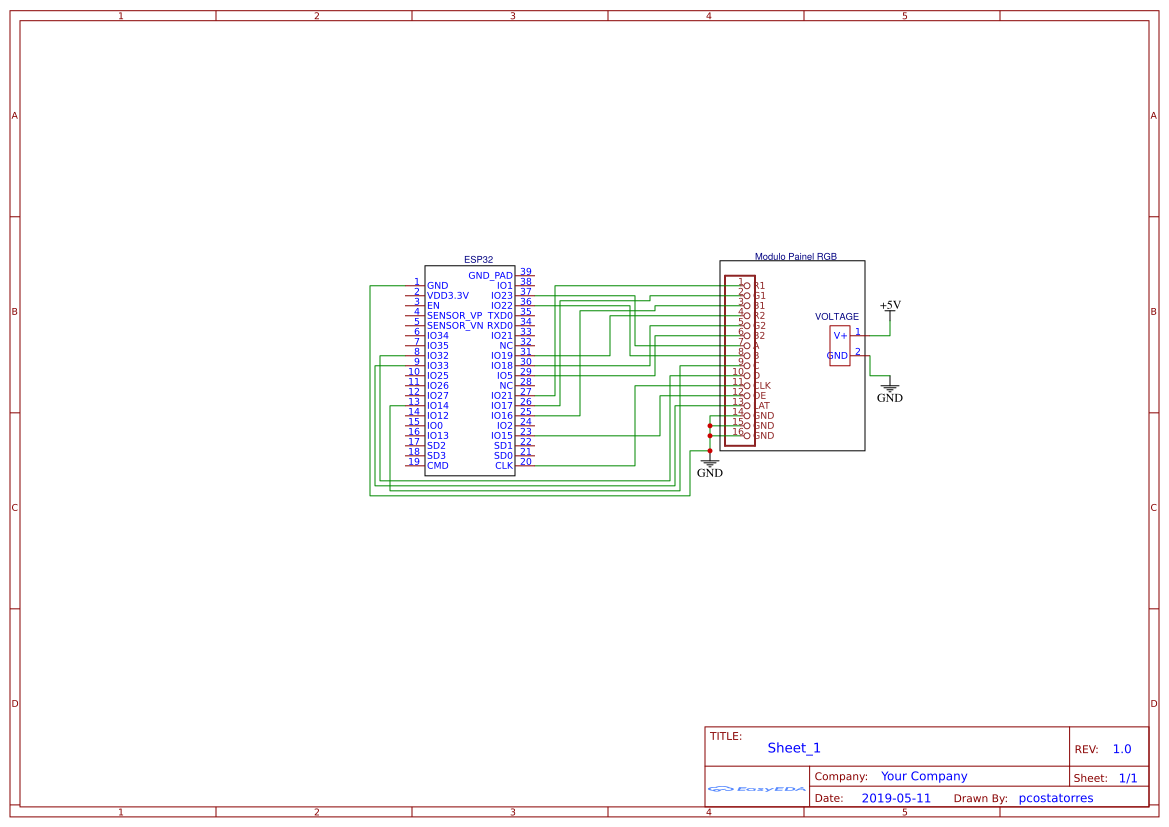 1 2 3 4 5
A A
B B
C C
D D
1 2 3 4 5
ESP32
GND_PAD 39
1 GND IO1 38
2 VDD3.3V IO23 37
3 EN IO22 36
4 SENSOR_VP TXD0 35
5 SENSOR_VN RXD0 34
6 IO34 IO21 33
7 IO35 NC 32
8 IO32 IO19 31
9 IO33 IO18 30
10 IO25 IO5 29
11 IO26 NC 28
12 IO27 IO21 27
13 IO14 IO17 26
14 IO12 IO16 25
15 IO0 IO2 24
16 IO13 IO15 23
17 SD2 SD1 22
18 SD3 SD0 21
19 CMD CLK 20
Modulo Painel RGB
1 R1
2 G1
3 B1
4 R2
5 G2
6 B2
7 A
8 B
9 C
10 D
11 CLK
12 OE
13 LAT
14 GND
15 GND
16 GND
GND
VOLTAGE
V+ 1
GND 2
+5V
GND
TITLE:
Sheet_1
REV: 1.0
Company: Your Company
Sheet: 1/1
EasyEDA
Date: 2019-05-11 Drawn By: pcostatorres